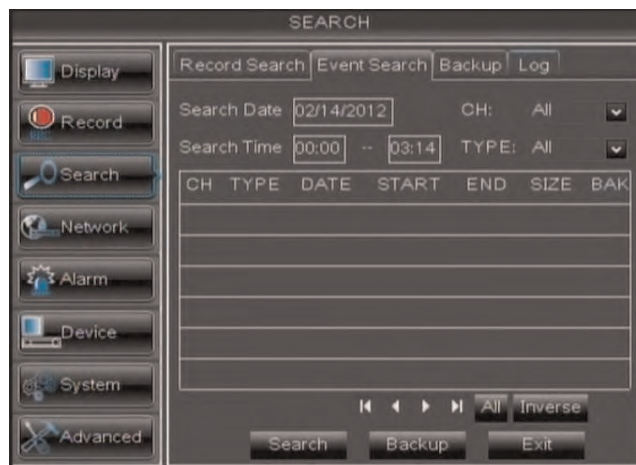 SEARCH
Display
Record
REC
Search
Network
Alarm
Device
System
Advanced
Record Search Event Search Backup Log
Search Date 02/14/2012 CH: All
Search Time 00:00 -- 03:14 TYPE: All
CH TYPE DATE START END SIZE BAK
All Inverse
Search Backup Exit